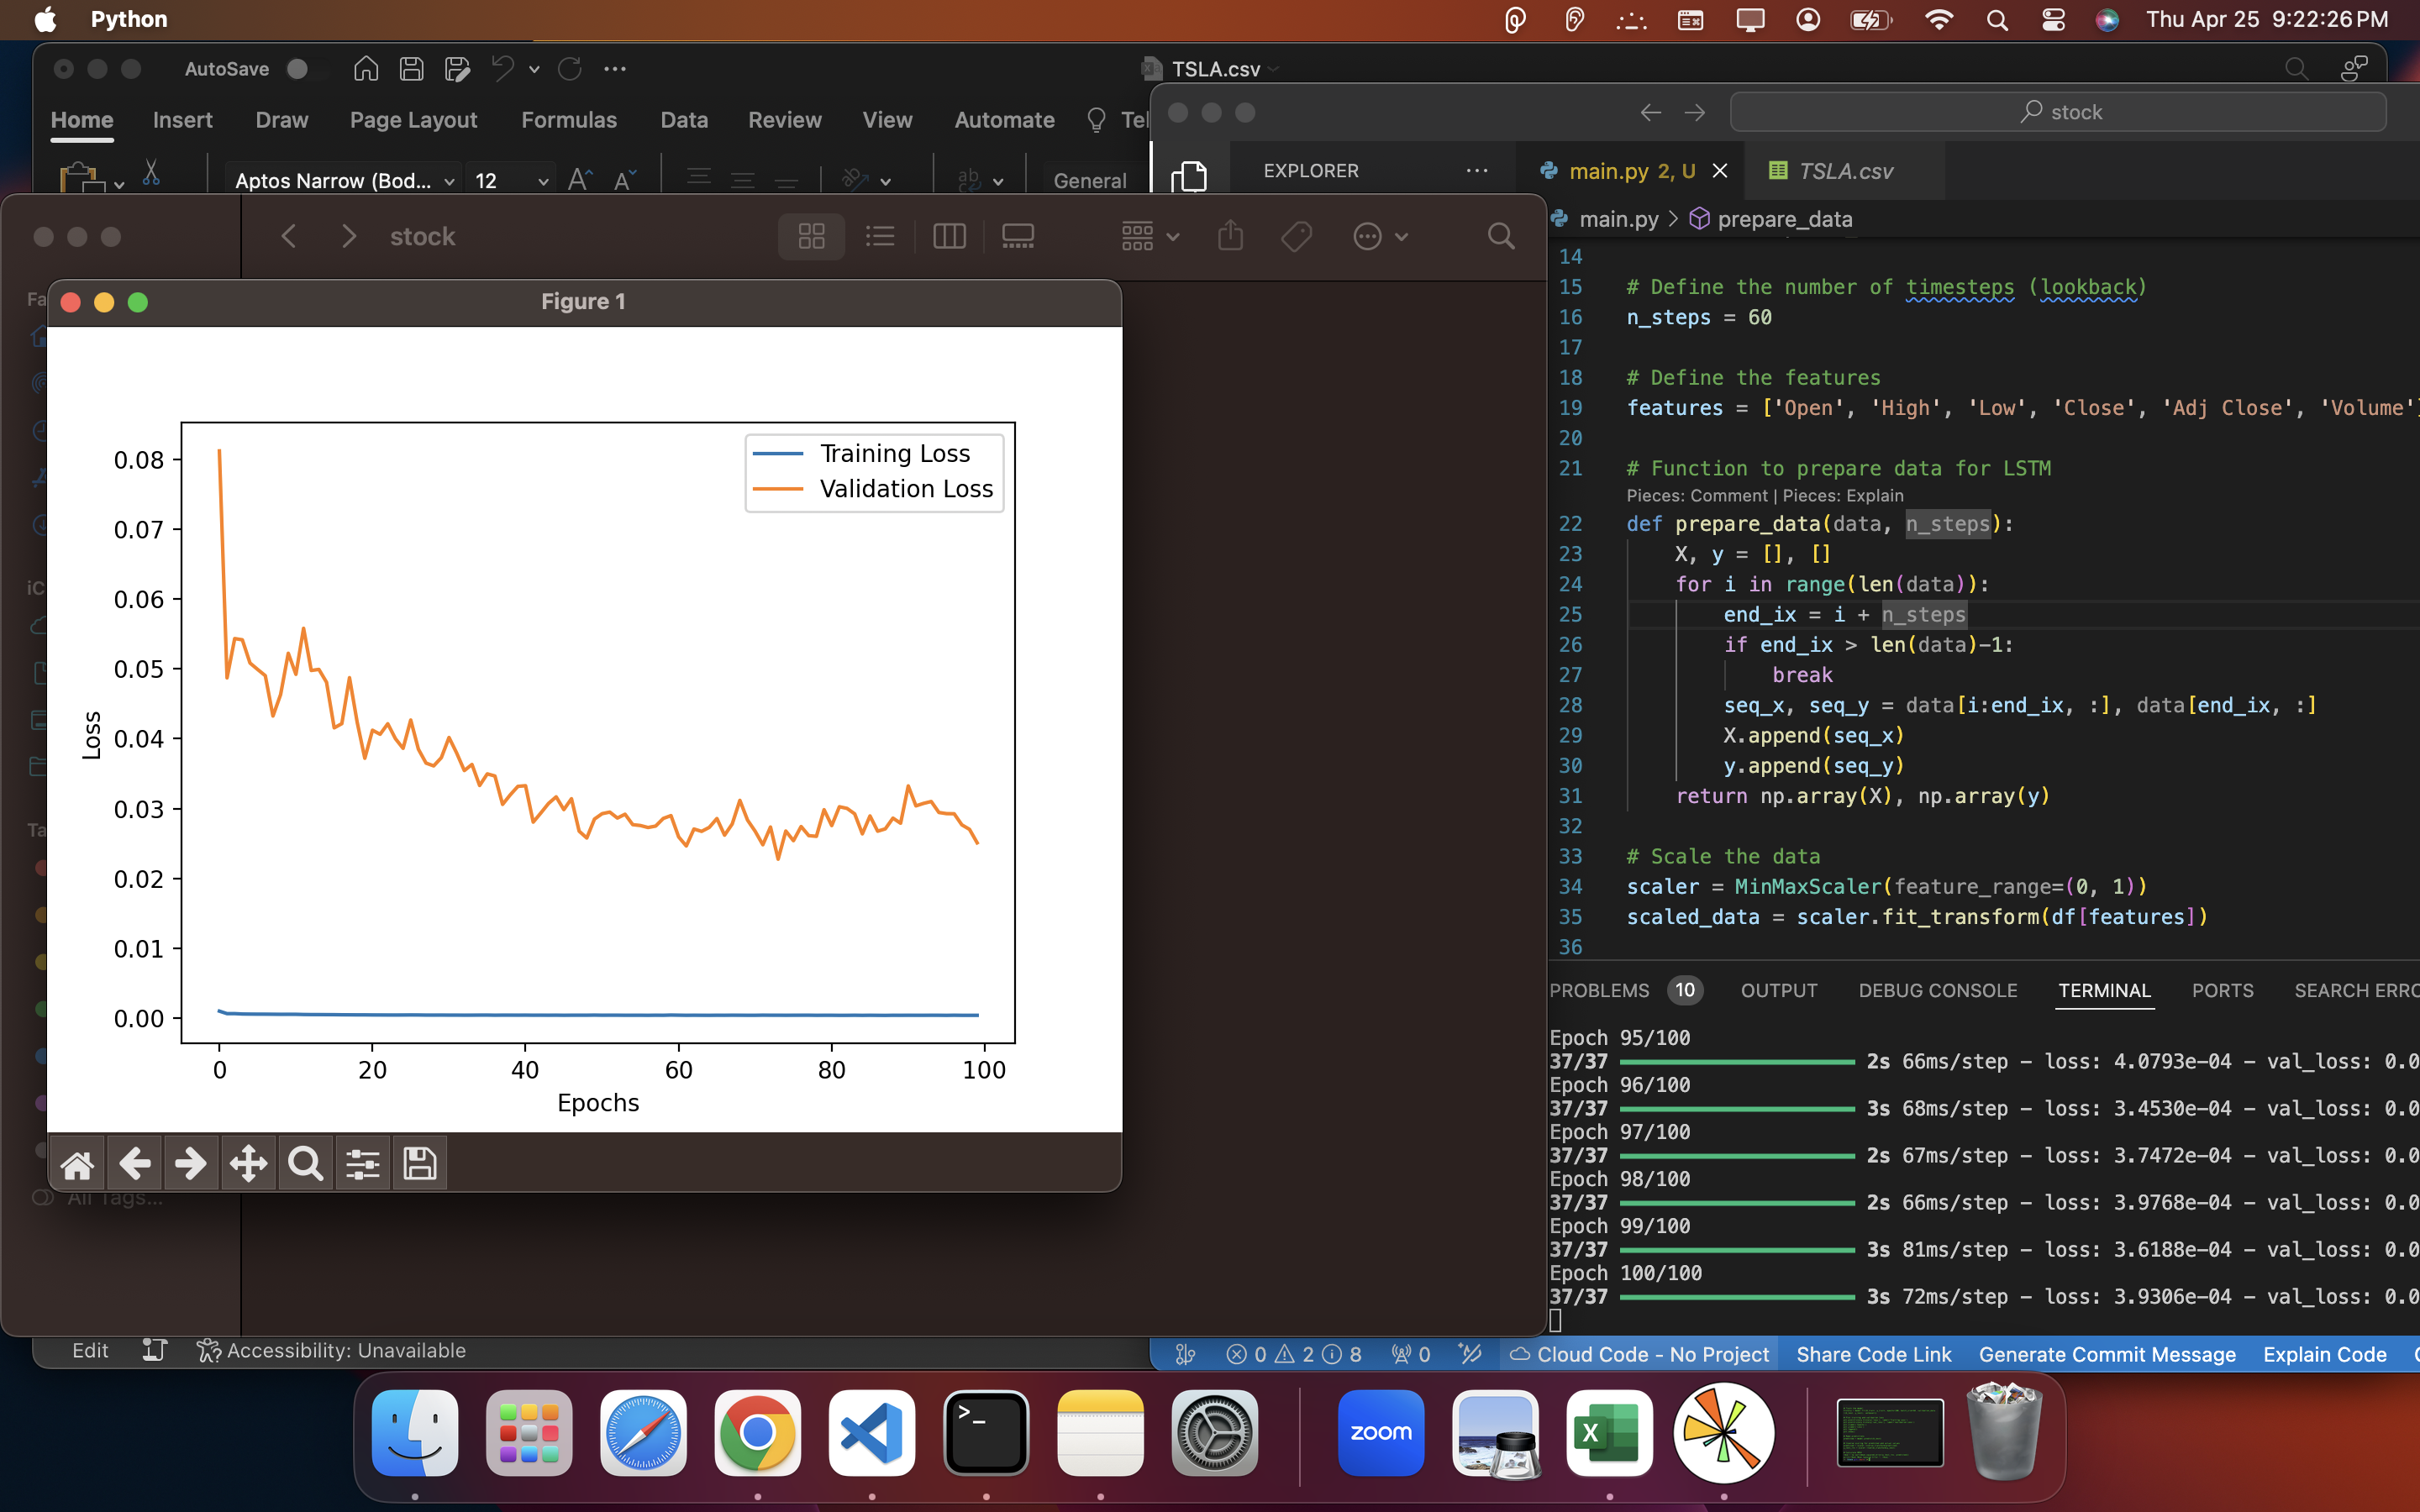 Python
Thu Apr 25 9:22:26 PM
AutoSave
TSLA.csv
Home Insert Draw Page Layout Formulas Data Review View Automate Tel
Aptos Narrow (Bod... 12
General
stock
EXPLORER
main.py 2, U
TSLA.csv
main.py > prepare_data
stock
Fa
iC
Ta
All Tags...
Figure 1
Training Loss
Validation Loss
0.08
0.07
0.06
0.05
0.04
0.03
0.02
0.01
0.00
Loss
0 20 40 60 80 100
Epochs
14
15 # Define the number of timesteps (lookback)
16 n_steps = 60
17
18 # Define the features
19 features = ['Open', 'High', 'Low', 'Close', 'Adj Close', 'Volume']
20
21 # Function to prepare data for LSTM
Pieces: Comment | Pieces: Explain
22 def prepare_data(data, n_steps):
23 X, y = [], []
24 for i in range(len(data)):
25 end_ix = i + n_steps
26 if end_ix > len(data)-1:
27 break
28 seq_x, seq_y = data[i:end_ix, :], data[end_ix, :]
29 X.append(seq_x)
30 y.append(seq_y)
31 return np.array(X), np.array(y)
32
33 # Scale the data
34 scaler = MinMaxScaler(feature_range=(0, 1))
35 scaled_data = scaler.fit_transform(df[features])
36
PROBLEMS 10 OUTPUT DEBUG CONSOLE TERMINAL PORTS SEARCH ERRO
Epoch 95/100
37/37 2s 66ms/step - loss: 4.0793e-04 - val_loss: 0.0
Epoch 96/100
37/37 3s 68ms/step - loss: 3.4530e-04 - val_loss: 0.0
Epoch 97/100
37/37 2s 67ms/step - loss: 3.7472e-04 - val_loss: 0.0
Epoch 98/100
37/37 2s 66ms/step - loss: 3.9768e-04 - val_loss: 0.0
Epoch 99/100
37/37 3s 81ms/step - loss: 3.6188e-04 - val_loss: 0.0
Epoch 100/100
37/37 3s 72ms/step - loss: 3.9306e-04 - val_loss: 0.0
Edit Accessibility: Unavailable
0 2 8 0 Cloud Code - No Project Share Code Link Generate Commit Message Explain Code
zoom